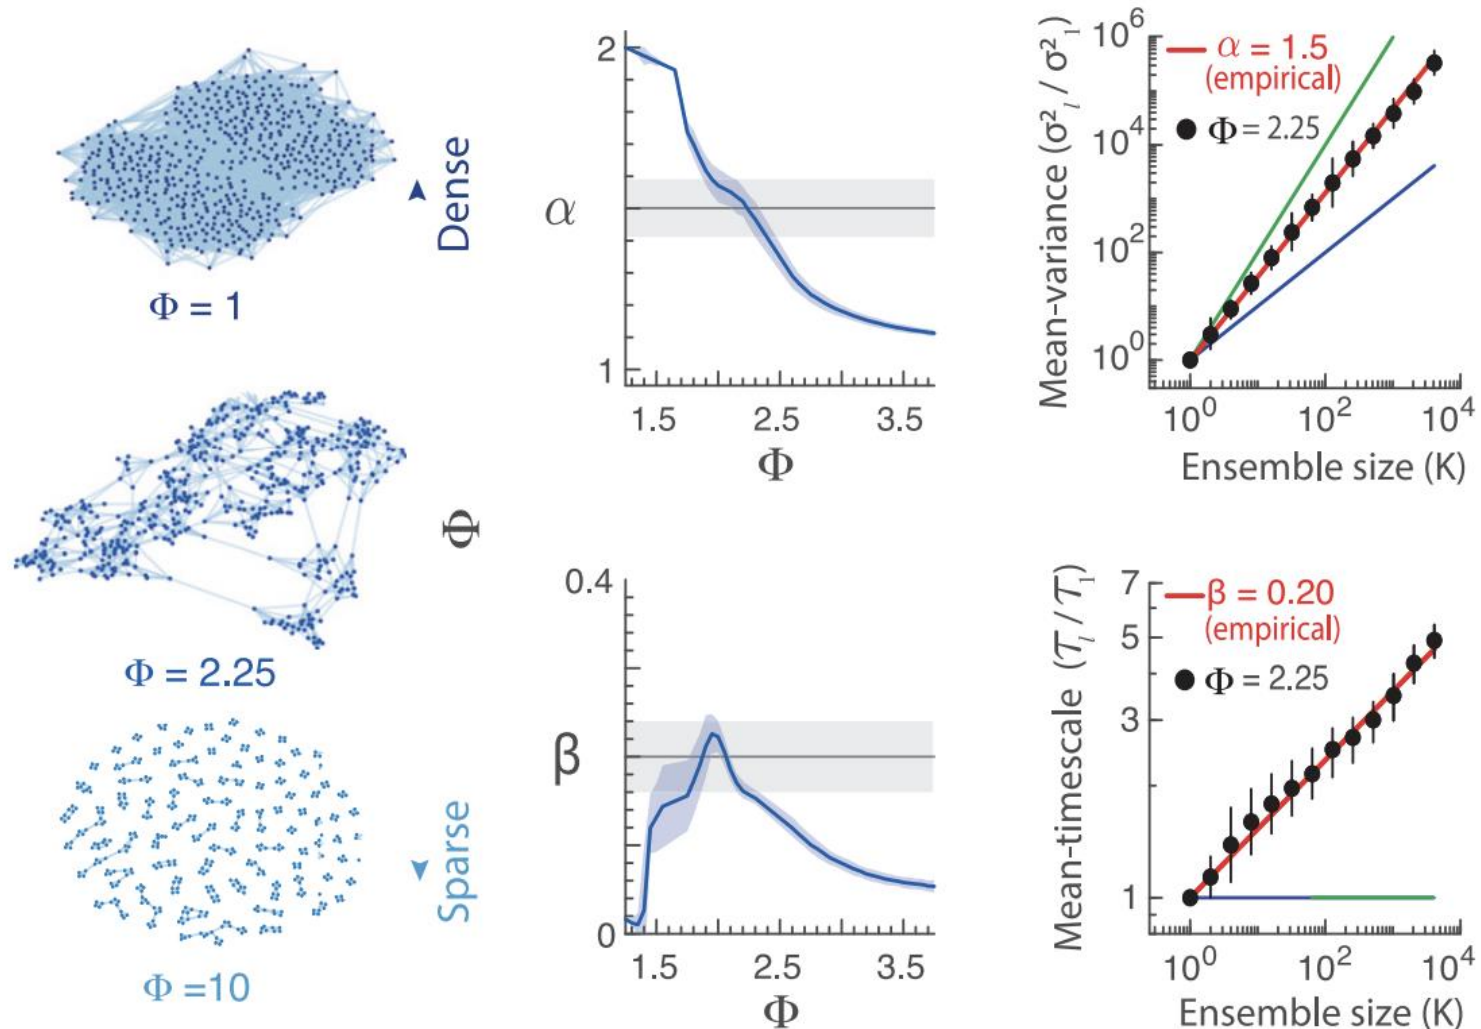 Φ = 1
Dense
Φ = 2.25
Φ
Φ =10
Sparse
2
α
1
1.5 2.5 3.5
Φ
0.4
β
0
1.5 2.5 3.5
Φ
Mean-variance (σ²_l / σ²_1)
10^6
10^4
10^2
10^0
α = 1.5
(empirical)
Φ = 2.25
10^0 10^2 10^4
Ensemble size (K)
Mean-timescale (τ_l / τ_1)
7
5
3
1
β = 0.20
(empirical)
Φ = 2.25
10^0 10^2 10^4
Ensemble size (K)